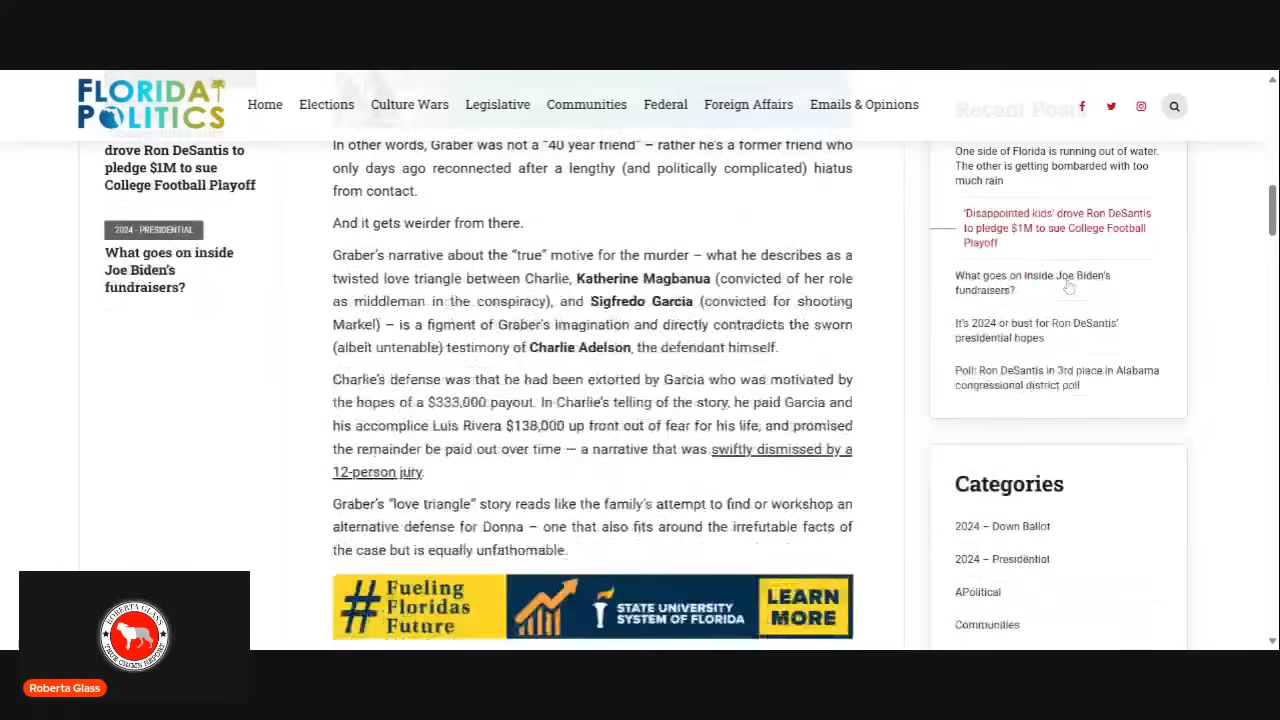 FLORIDA
POLITICS
Home Elections Culture Wars Legislative Communities Federal Foreign Affairs Emails & Opinions
drove Ron DeSantis to
pledge $1M to sue
College Football Playoff
2024 - PRESIDENTIAL
What goes on inside
Joe Biden's
fundraisers?
In other words, Graber was not a “40 year friend” – rather he's a former friend who
only days ago reconnected after a lengthy (and politically complicated) hiatus
from contact.
And it gets weirder from there.
Graber's narrative about the “true” motive for the murder – what he describes as a
twisted love triangle between Charlie, Katherine Magbanua (convicted of her role
as middleman in the conspiracy), and Sigfredo Garcia (convicted for shooting
Markel) – is a figment of Graber's imagination and directly contradicts the sworn
(albeit untenable) testimony of Charlie Adelson, the defendant himself.
Charlie's defense was that he had been extorted by Garcia who was motivated by
the hopes of a $333,000 payout. In Charlie's telling of the story, he paid Garcia and
his accomplice Luis Rivera $138,000 up front out of fear for his life, and promised
the remainder be paid out over time — a narrative that was swiftly dismissed by a
12-person jury.
Graber's “love triangle” story reads like the family's attempt to find or workshop an
alternative defense for Donna – one that also fits around the irrefutable facts of
the case but is equally unfathomable.
# Fueling
Floridas
Future
STATE UNIVERSITY
SYSTEM OF FLORIDA
LEARN
MORE
Recent Posts
One side of Florida is running out of water.
The other is getting bombarded with too
much rain
'Disappointed kids' drove Ron DeSantis
to pledge $1M to sue College Football
Playoff
What goes on inside Joe Biden's
fundraisers?
It's 2024 or bust for Ron DeSantis'
presidential hopes
Poll: Ron DeSantis in 3rd place in Alabama
congressional district poll
Categories
2024 – Down Ballot
2024 – Presidential
APolitical
Communities
ROBERTA GLASS
TRUE CRIME REPORT
Roberta Glass